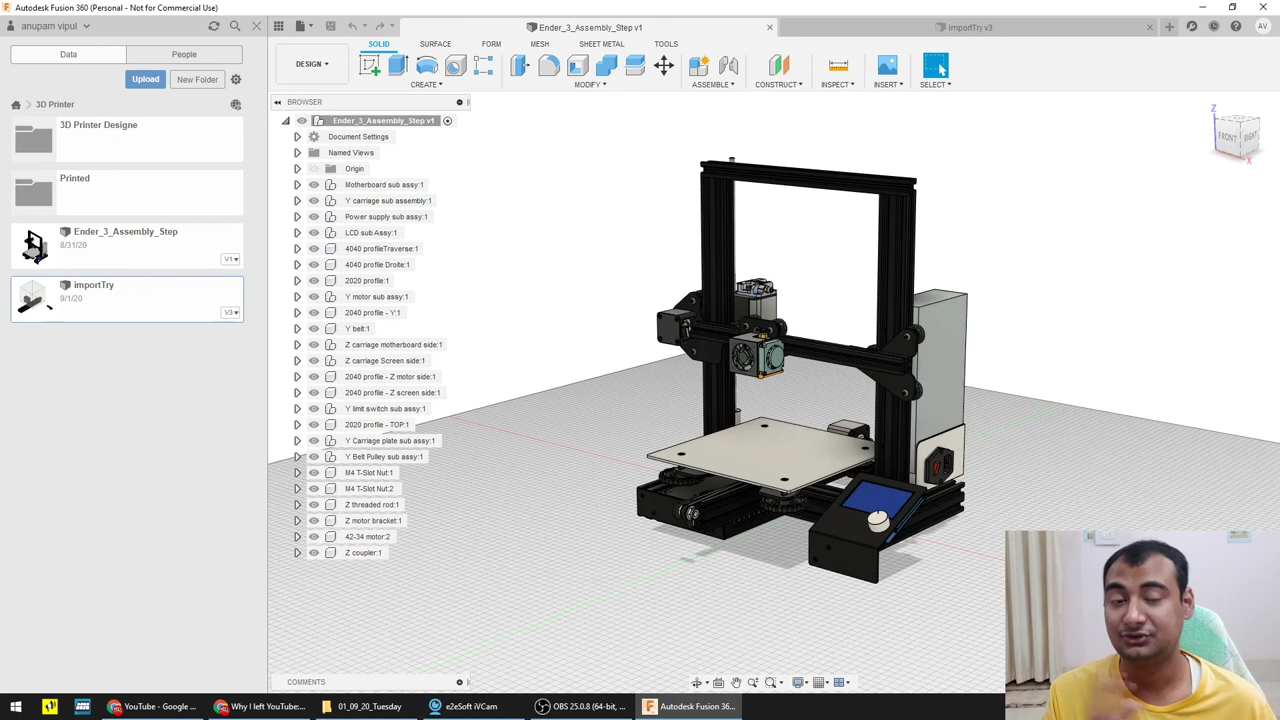 Autodesk Fusion 360 (Personal - Not for Commercial Use)
anupam vipul
Ender_3_Assembly_Step v1
importTry v3
AV
Data
People
Upload
New Folder
3D Printer
3D Printer Designe
Printed
Ender_3_Assembly_Step
8/31/20
V1
importTry
9/1/20
V3
DESIGN
SOLID
SURFACE
FORM
MESH
SHEET METAL
TOOLS
CREATE
MODIFY
ASSEMBLE
CONSTRUCT
INSPECT
INSERT
SELECT
BROWSER
Ender_3_Assembly_Step v1
Document Settings
Named Views
Origin
Motherboard sub assy:1
Y carriage sub assembly:1
Power supply sub assy:1
LCD sub Assy:1
4040 profileTraverse:1
4040 profile Droite:1
2020 profile:1
Y motor sub assy:1
2040 profile - Y:1
Y belt:1
Z carriage motherboard side:1
Z carriage Screen side:1
2040 profile - Z motor side:1
2040 profile - Z screen side:1
Y limit switch sub assy:1
2020 profile - TOP:1
Y Carriage plate sub assy:1
Y Belt Pulley sub assy:1
M4 T-Slot Nut:1
M4 T-Slot Nut:2
Z threaded rod:1
Z motor bracket:1
42-34 motor:2
Z coupler:1
Z
FRONT
RIGHT
X
COMMENTS
YouTube - Google ...
Why I left YouTube:...
01_09_20_Tuesday
e2eSoft iVCam
OBS 25.0.8 (64-bit, ...
Autodesk Fusion 360...